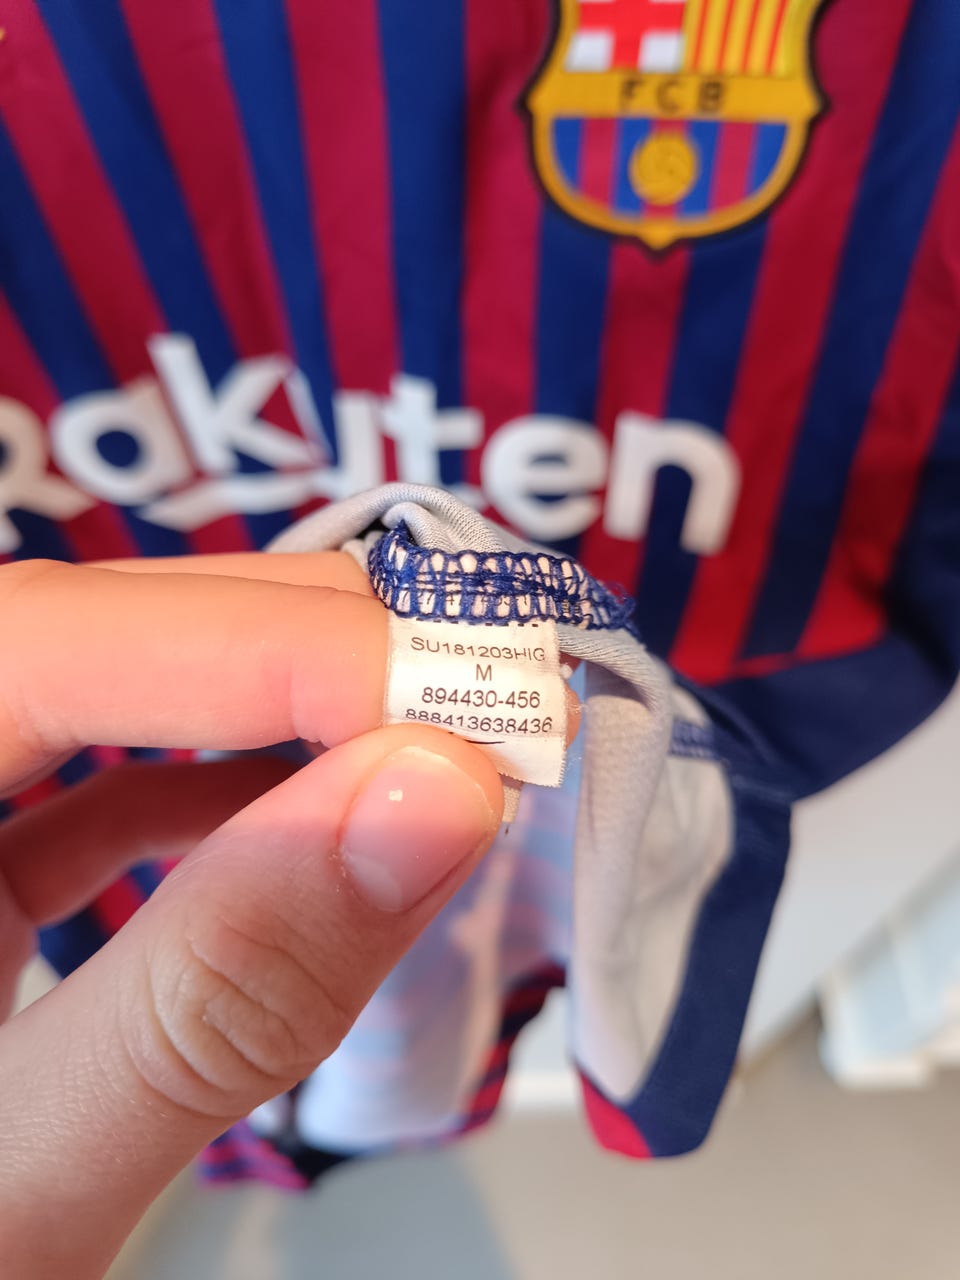 FCB
Rakuten
SU181203HIG
M
894430-456
888413638436